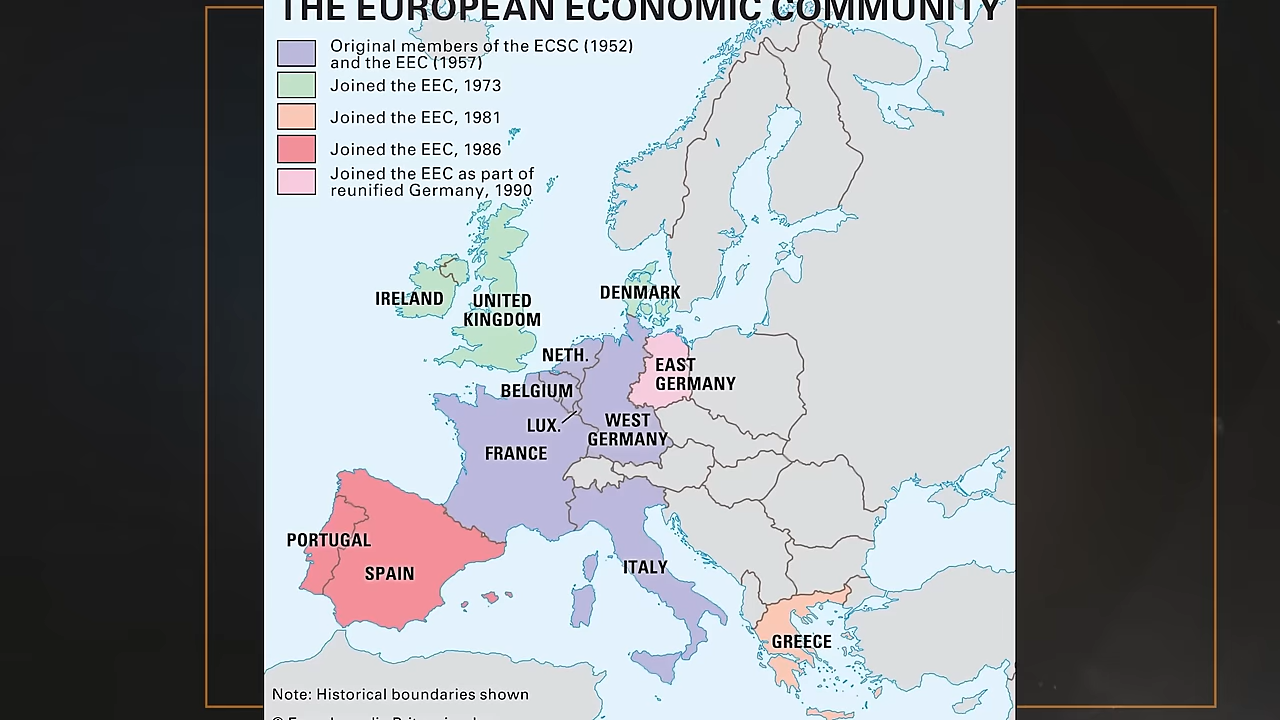 THE EUROPEAN ECONOMIC COMMUNITY
Original members of the ECSC (1952)
and the EEC (1957)
Joined the EEC, 1973
Joined the EEC, 1981
Joined the EEC, 1986
Joined the EEC as part of
reunified Germany, 1990
IRELAND
UNITED
KINGDOM
DENMARK
NETH.
EAST
GERMANY
BELGIUM
LUX.
WEST
GERMANY
FRANCE
PORTUGAL
SPAIN
ITALY
GREECE
Note: Historical boundaries shown